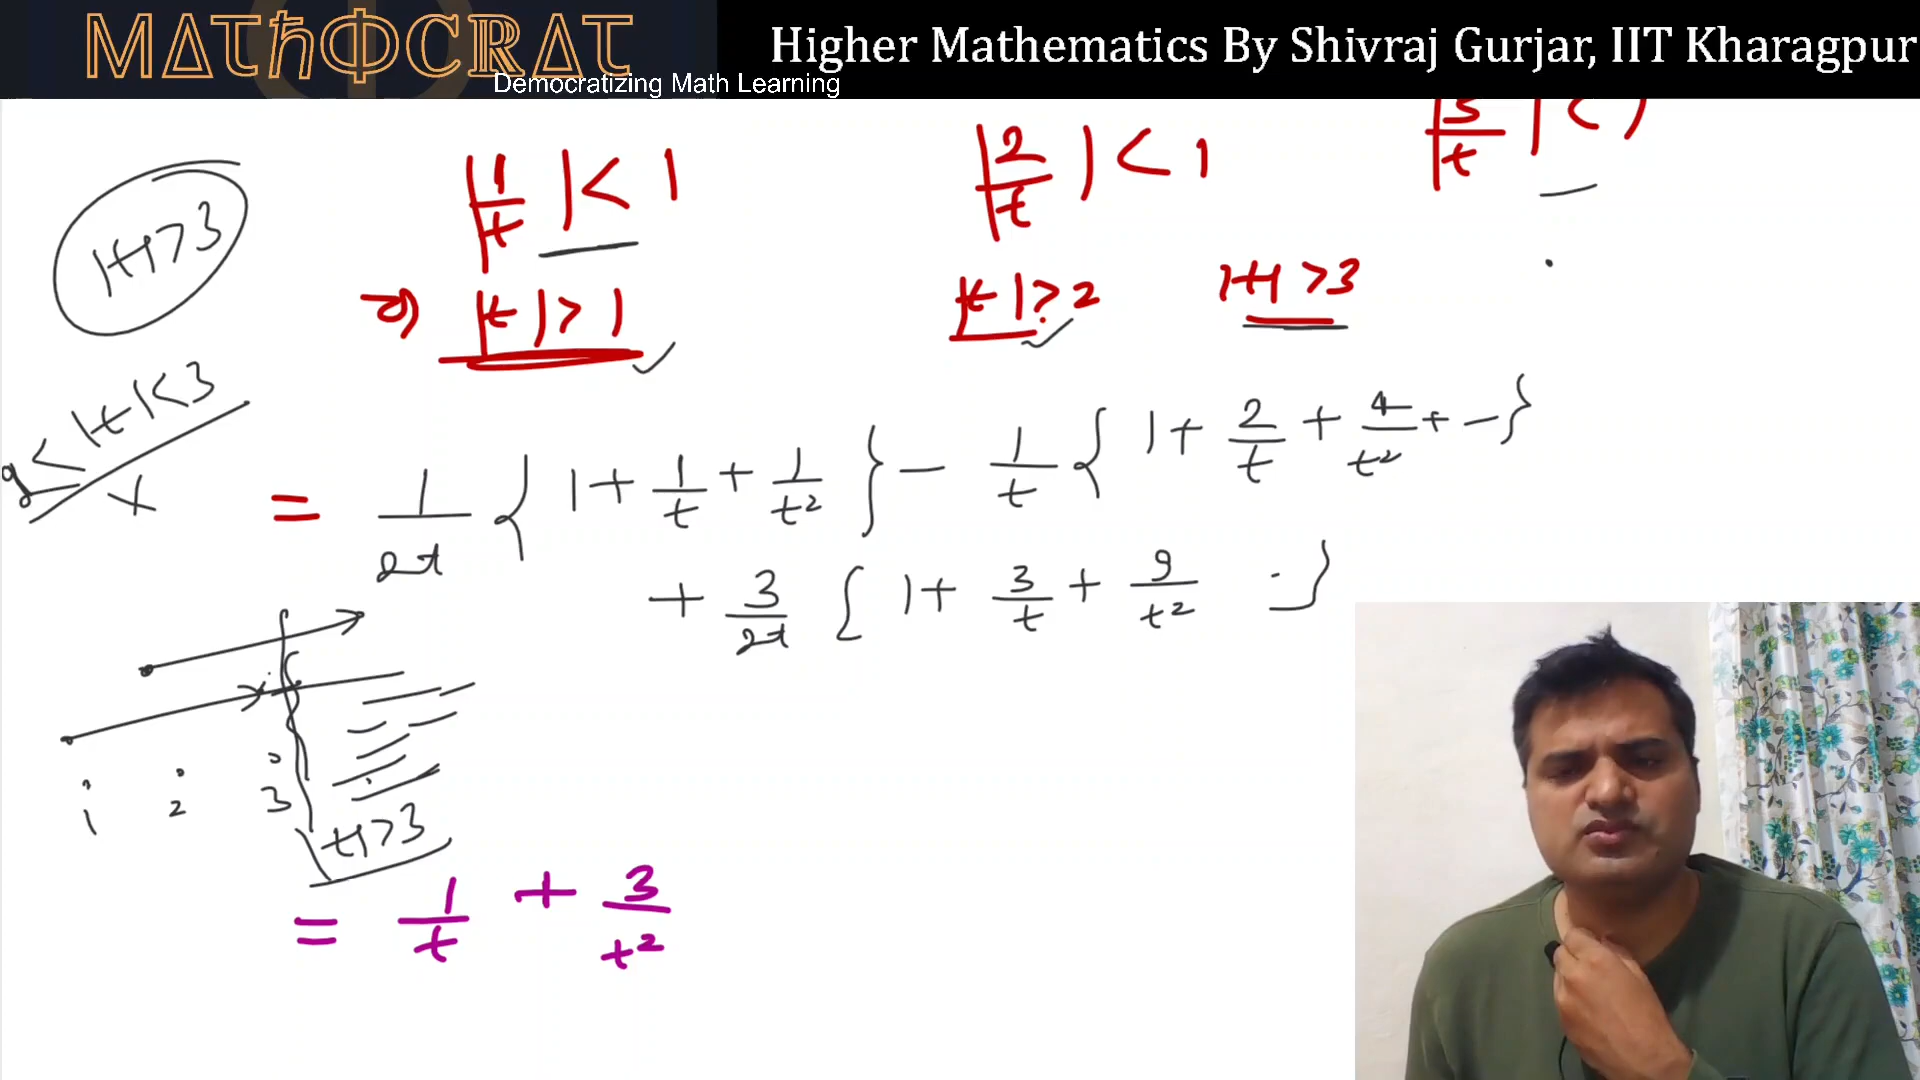 MATHOCRAT
Democratizing Math Learning
Higher Mathematics By Shivraj Gurjar, IIT Kharagpur
|t|>3
|1/t| < 1
|2/t| < 1
|3/t| < 1
⇒ |t|>1 ✓
|t|>2 ✓
|t|>3
2<|t|<3
×
= 1/2t { 1 + 1/t + 1/t² } - 1/t { 1 + 2/t + 4/t² + - }
+ 3/2t { 1 + 3/t + 9/t² - }
1 2 3
|t|>3
= 1/t + 3/t²